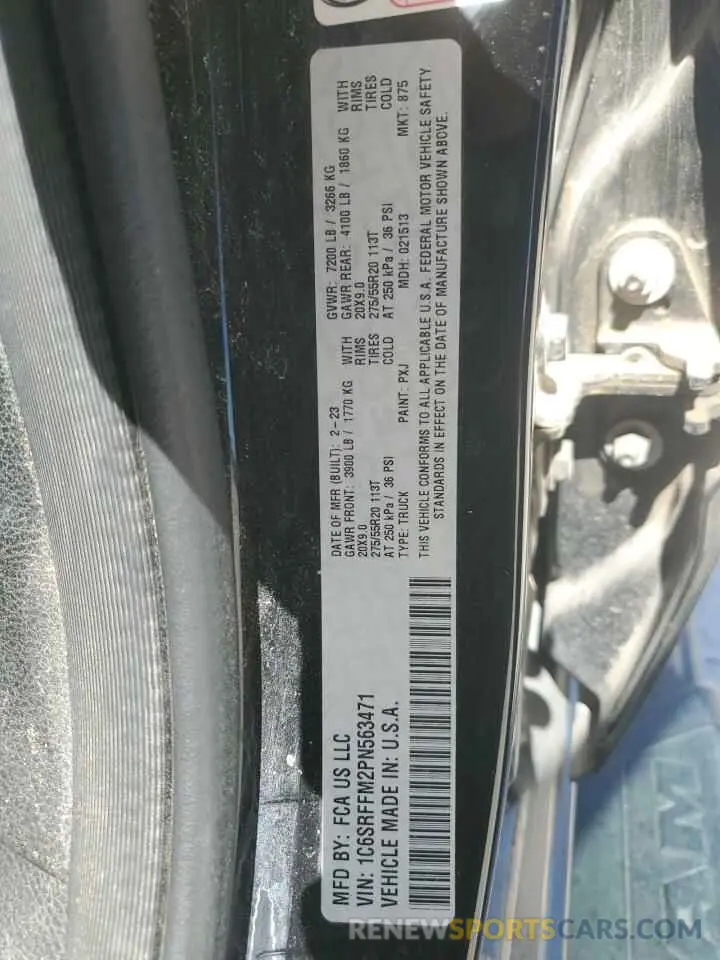 MFD BY: FCA US LLC
VIN: 1C6SRFFM2PN563471
VEHICLE MADE IN: U.S.A.
DATE OF MFR (BUILT): 2-23
GAWR FRONT: 3900 LB / 1770 KG WITH
20X9.0 RIMS
275/55R20 113T TIRES
AT 250 kPa / 36 PSI COLD
TYPE: TRUCK PAINT: PXJ
GVWR: 7200 LB / 3266 KG
GAWR REAR: 4100 LB / 1860 KG WITH
20X9.0 RIMS
275/55R20 113T TIRES
AT 250 kPa / 36 PSI COLD
MDH: 021513 MKT: 875
THIS VEHICLE CONFORMS TO ALL APPLICABLE U.S.A. FEDERAL MOTOR VEHICLE SAFETY
STANDARDS IN EFFECT ON THE DATE OF MANUFACTURE SHOWN ABOVE.
RAM
RENEWSPORTSCARS.COM